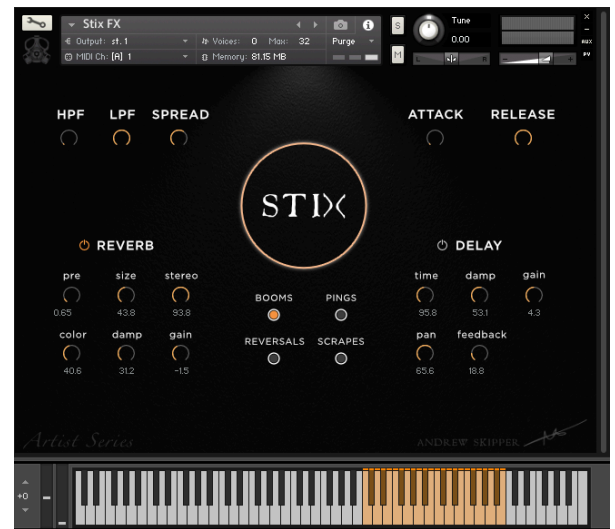 Stix FX
Output: st.1 Voices: 0 Max: 32 Purge
MIDI Ch: [A] 1 Memory: 81.15 MB
S
M
Tune
0.00
L R
- +
×
-
AUX
PV
HPF LPF SPREAD ATTACK RELEASE
STIX
REVERB DELAY
pre size stereo
0.65 43.8 93.8
color damp gain
40.6 31.2 -1.5
BOOMS PINGS
REVERSALS SCRAPES
time damp gain
95.8 53.1 4.3
pan feedback
65.6 18.8
Artist Series
ANDREW SKIPPER
+0